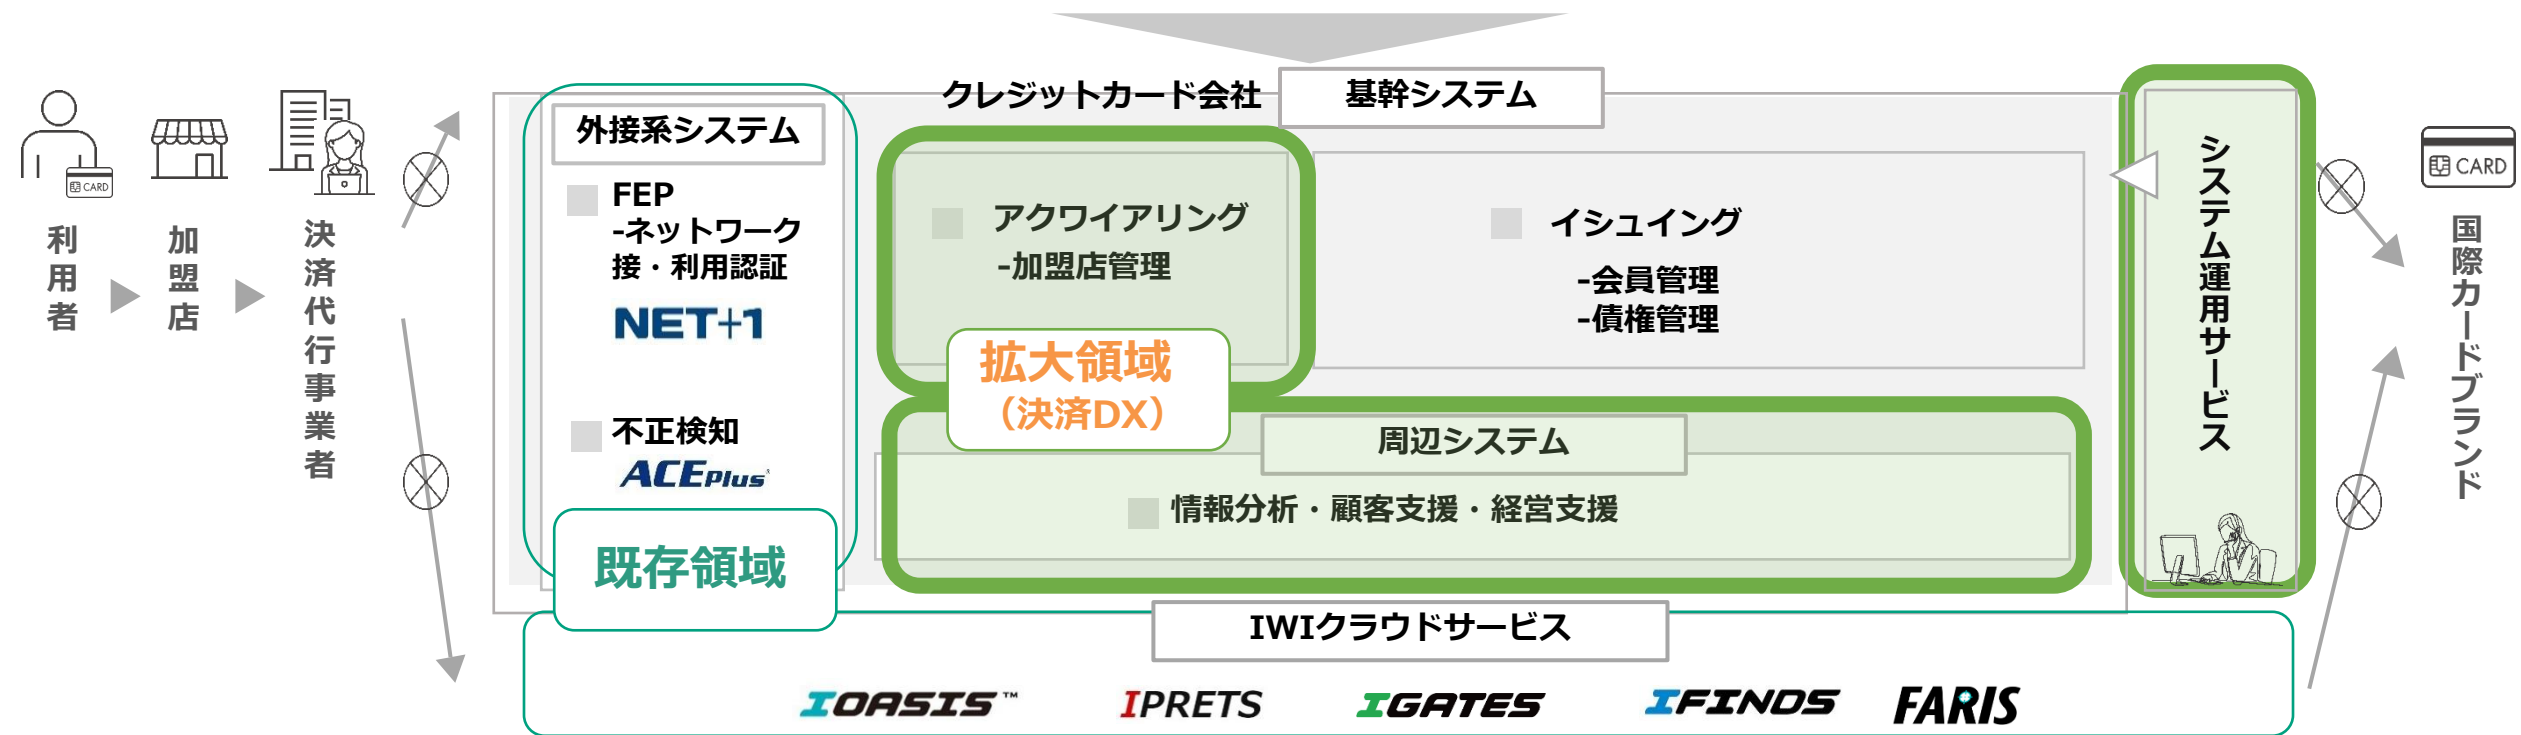 クレジットカード会社
基幹システム
外接系システム
FEP
-ネットワーク
接・利用認証
NET+1
不正検知
ACEPlus
既存領域
アクワイアリング
-加盟店管理
イシュイング
-会員管理
-債権管理
拡大領域
（決済DX）
周辺システム
情報分析・顧客支援・経営支援
システム運用サービス
CARD
利用者
加盟店
決済代行事業者
CARD
国際カードブランド
IWIクラウドサービス
IOASIS™
IPRETS
IGATES
IFINDS
FARIS